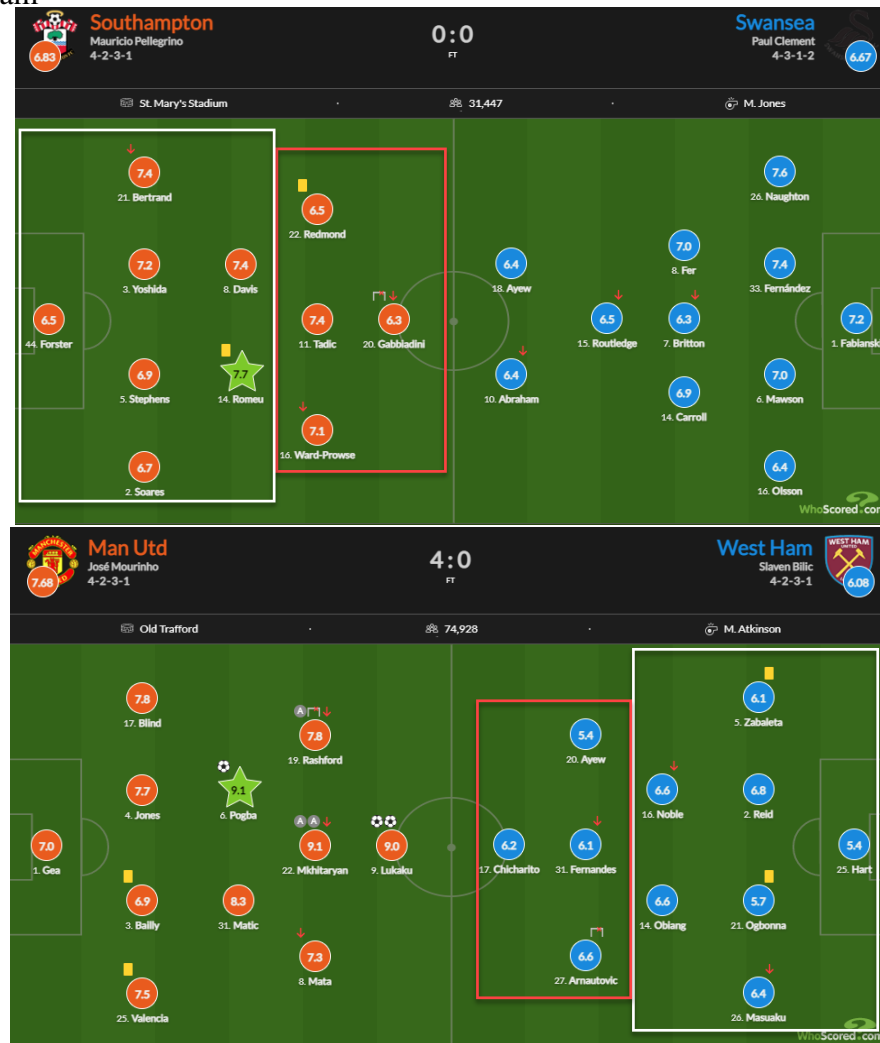 Southampton
Mauricio Pellegrino
4-2-3-1
6.83
0:0
FT
Swansea
Paul Clement
4-3-1-2
6.67
St. Mary's Stadium
31,447
M. Jones
7.4
21. Bertrand
7.2
3. Yoshida
7.4
8. Davis
6.5
44. Forster
6.9
5. Stephens
7.7
14. Romeu
6.7
2. Soares
6.5
22. Redmond
7.4
11. Tadic
6.3
20. Gabbiadini
7.1
16. Ward-Prowse
6.4
18. Ayew
6.4
10. Abraham
6.5
15. Routledge
7.0
8. Fer
6.3
7. Britton
6.9
14. Carroll
7.6
26. Naughton
7.4
33. Fernández
7.2
1. Fabianski
7.0
6. Mawson
6.4
16. Olsson
WhoScored.com
Man Utd
José Mourinho
4-2-3-1
7.68
4:0
FT
West Ham
Slaven Bilic
4-2-3-1
WEST HAM
UNITED
6.08
Old Trafford
74,928
M. Atkinson
7.8
17. Blind
7.7
4. Jones
9.1
6. Pogba
7.0
1. Gea
6.9
3. Bailly
8.3
31. Matic
7.5
25. Valencia
A
7.8
19. Rashford
A A
9.1
22. Mkhitaryan
9.0
9. Lukaku
7.3
8. Mata
6.2
17. Chicharito
5.4
20. Ayew
6.1
31. Fernandes
6.6
27. Arnautovic
6.6
16. Noble
6.6
14. Obiang
6.1
5. Zabaleta
6.8
2. Reid
5.4
25. Hart
5.7
21. Ogbonna
6.4
26. Masuaku
WhoScored.com